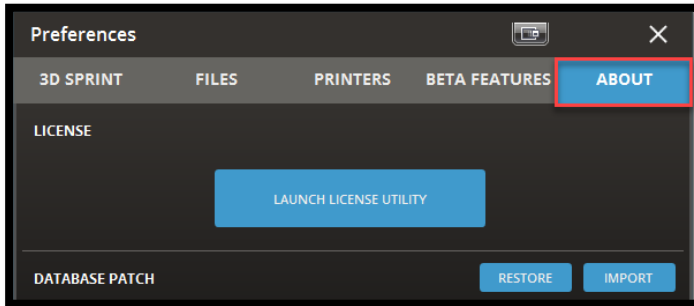 Preferences
3D SPRINT FILES PRINTERS BETA FEATURES ABOUT
LICENSE
LAUNCH LICENSE UTILITY
DATABASE PATCH RESTORE IMPORT